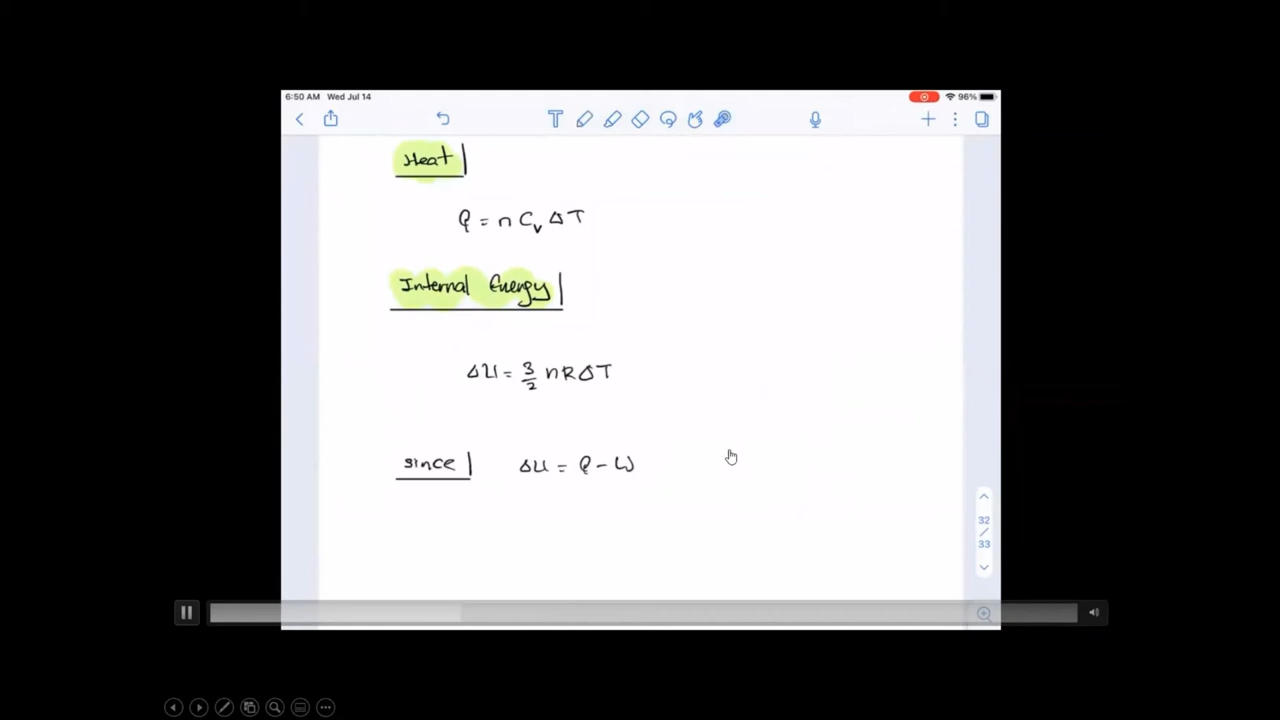 6:50 AM Wed Jul 14
96%
Heat
Q = n Cv ΔT
Internal Energy
ΔU = 3/2 nRΔT
since ΔU = Q - W
32
/
33